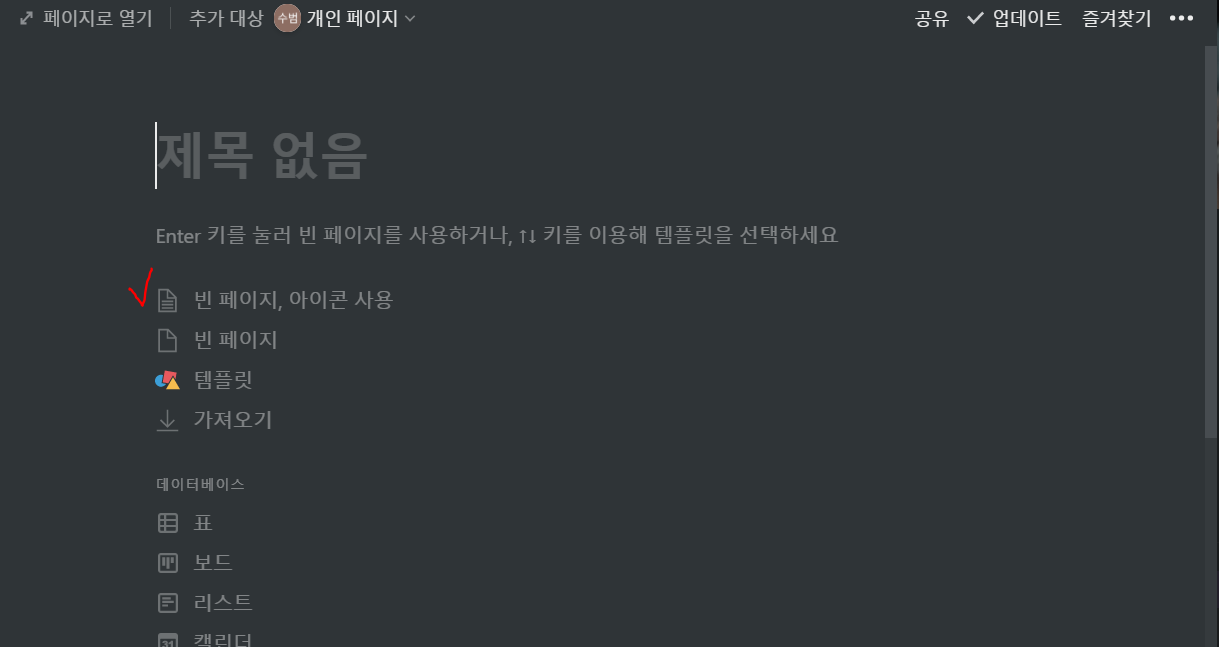 페이지로 열기 추가 대상 수범 개인 페이지 공유 업데이트 즐겨찾기
제목 없음
Enter 키를 눌러 빈 페이지를 사용하거나, ↑↓ 키를 이용해 템플릿을 선택하세요
빈 페이지, 아이콘 사용
빈 페이지
템플릿
가져오기
데이터베이스
표
보드
리스트
31 캘린더